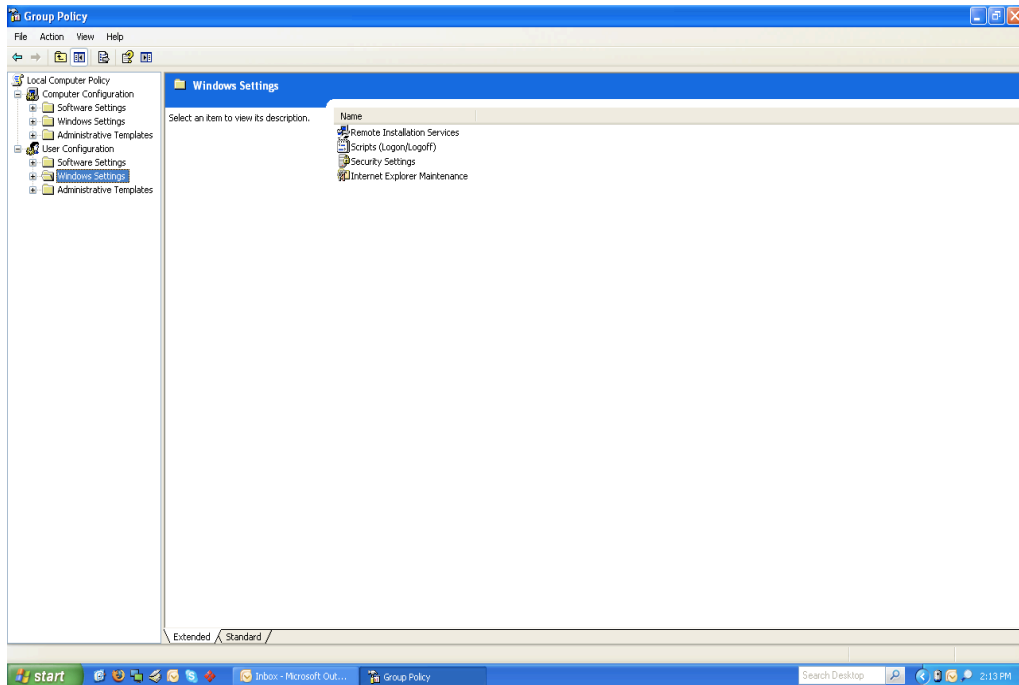 Group Policy
File Action View Help
Local Computer Policy
Computer Configuration
Software Settings
Windows Settings
Administrative Templates
User Configuration
Software Settings
Windows Settings
Administrative Templates
Windows Settings
Select an item to view its description.
Name
Remote Installation Services
Scripts (Logon/Logoff)
Security Settings
Internet Explorer Maintenance
Extended Standard
start
Inbox - Microsoft Out...
Group Policy
Search Desktop
2:13 PM